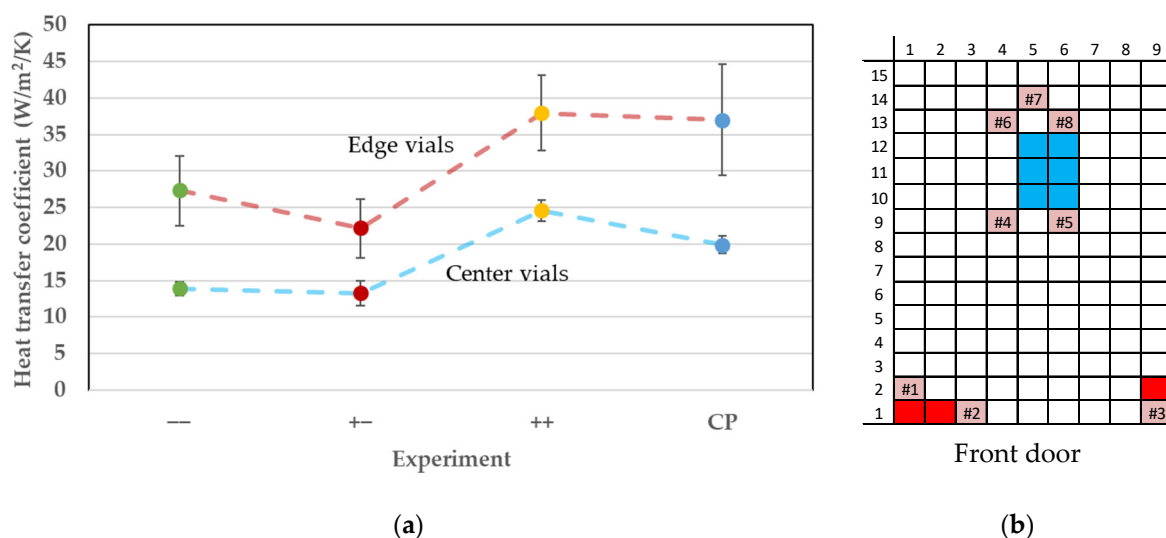 Heat transfer coefficient (W/m²/K)
50
45
40
35
30
25
20
15
10
5
0
Edge vials
Center vials
−− +− ++ CP
Experiment
(a)
1 2 3 4 5 6 7 8 9
15
14 #7
13 #6 #8
12
11
10
9 #4 #5
8
7
6
5
4
3
2 #1
1 #2 #3
Front door
(b)